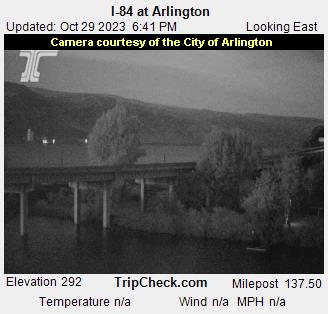 I-84 at Arlington
Updated: Oct 29 2023 6:41 PM Looking East
Camera courtesy of the City of Arlington
Elevation 292 TripCheck.com Milepost 137.50
Temperature n/a Wind n/a MPH n/a